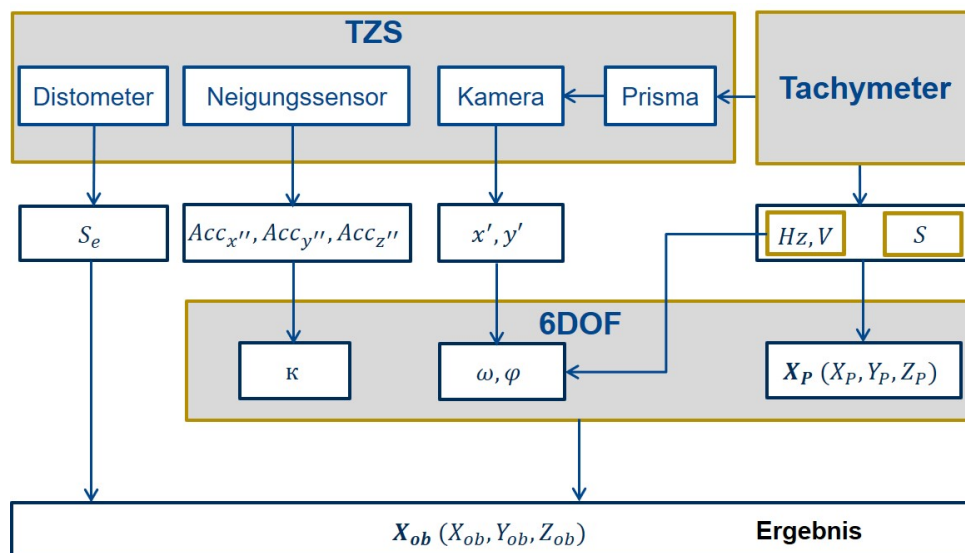 TZS
Distometer
Neigungssensor
Kamera
Prisma
Tachymeter
Sₑ
Acc_x′′, Acc_y′′, Acc_z′′
x′, y′
Hz, V
S
6DOF
κ
ω, φ
X_P (X_P, Y_P, Z_P)
X_ob (X_ob, Y_ob, Z_ob)
Ergebnis